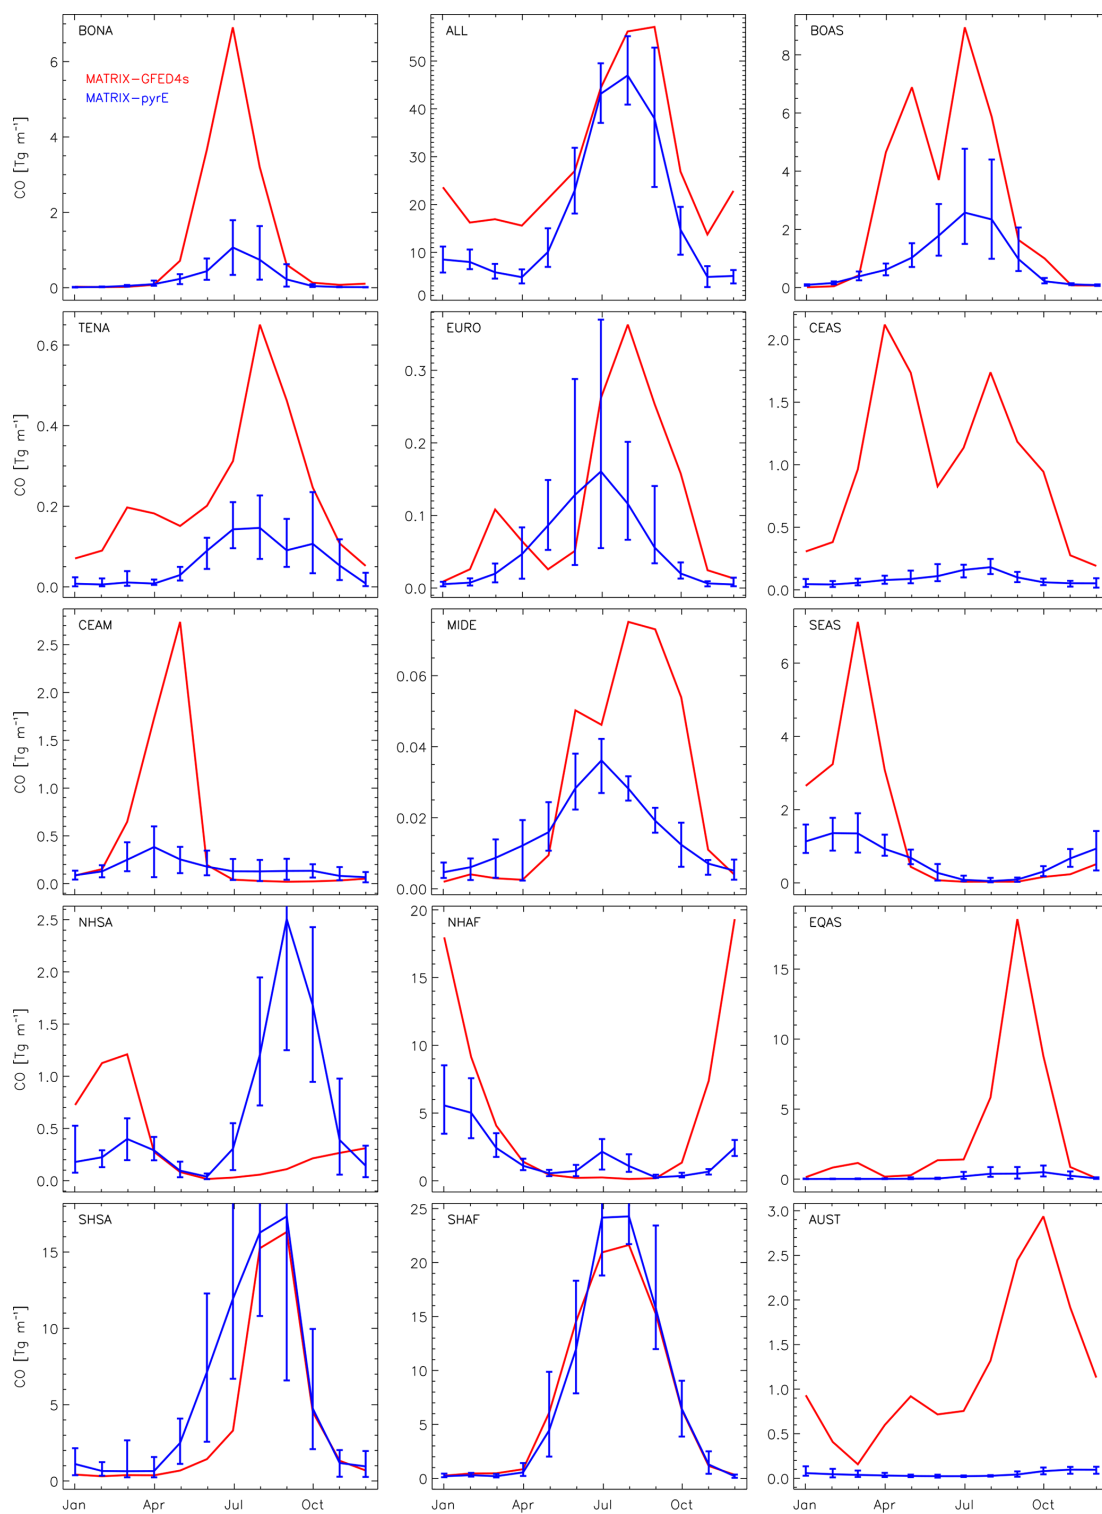 BONA
MATRIX-GFED4s
MATRIX-pyrE
CO [Tg m⁻¹]
6
4
2
0
ALL
50
40
30
20
10
0
BOAS
8
6
4
2
0
TENA
CO [Tg m⁻¹]
0.6
0.4
0.2
0.0
EURO
0.3
0.2
0.1
0.0
CEAS
2.0
1.5
1.0
0.5
0.0
CEAM
CO [Tg m⁻¹]
2.5
2.0
1.5
1.0
0.5
0.0
MIDE
0.06
0.04
0.02
0.00
SEAS
6
4
2
0
NHSA
CO [Tg m⁻¹]
2.5
2.0
1.5
1.0
0.5
0.0
NHAF
20
15
10
5
0
EQAS
15
10
5
0
SHSA
CO [Tg m⁻¹]
15
10
5
0
Jan Apr Jul Oct
SHAF
25
20
15
10
5
0
Jan Apr Jul Oct
AUST
3.0
2.5
2.0
1.5
1.0
0.5
0.0
Jan Apr Jul Oct